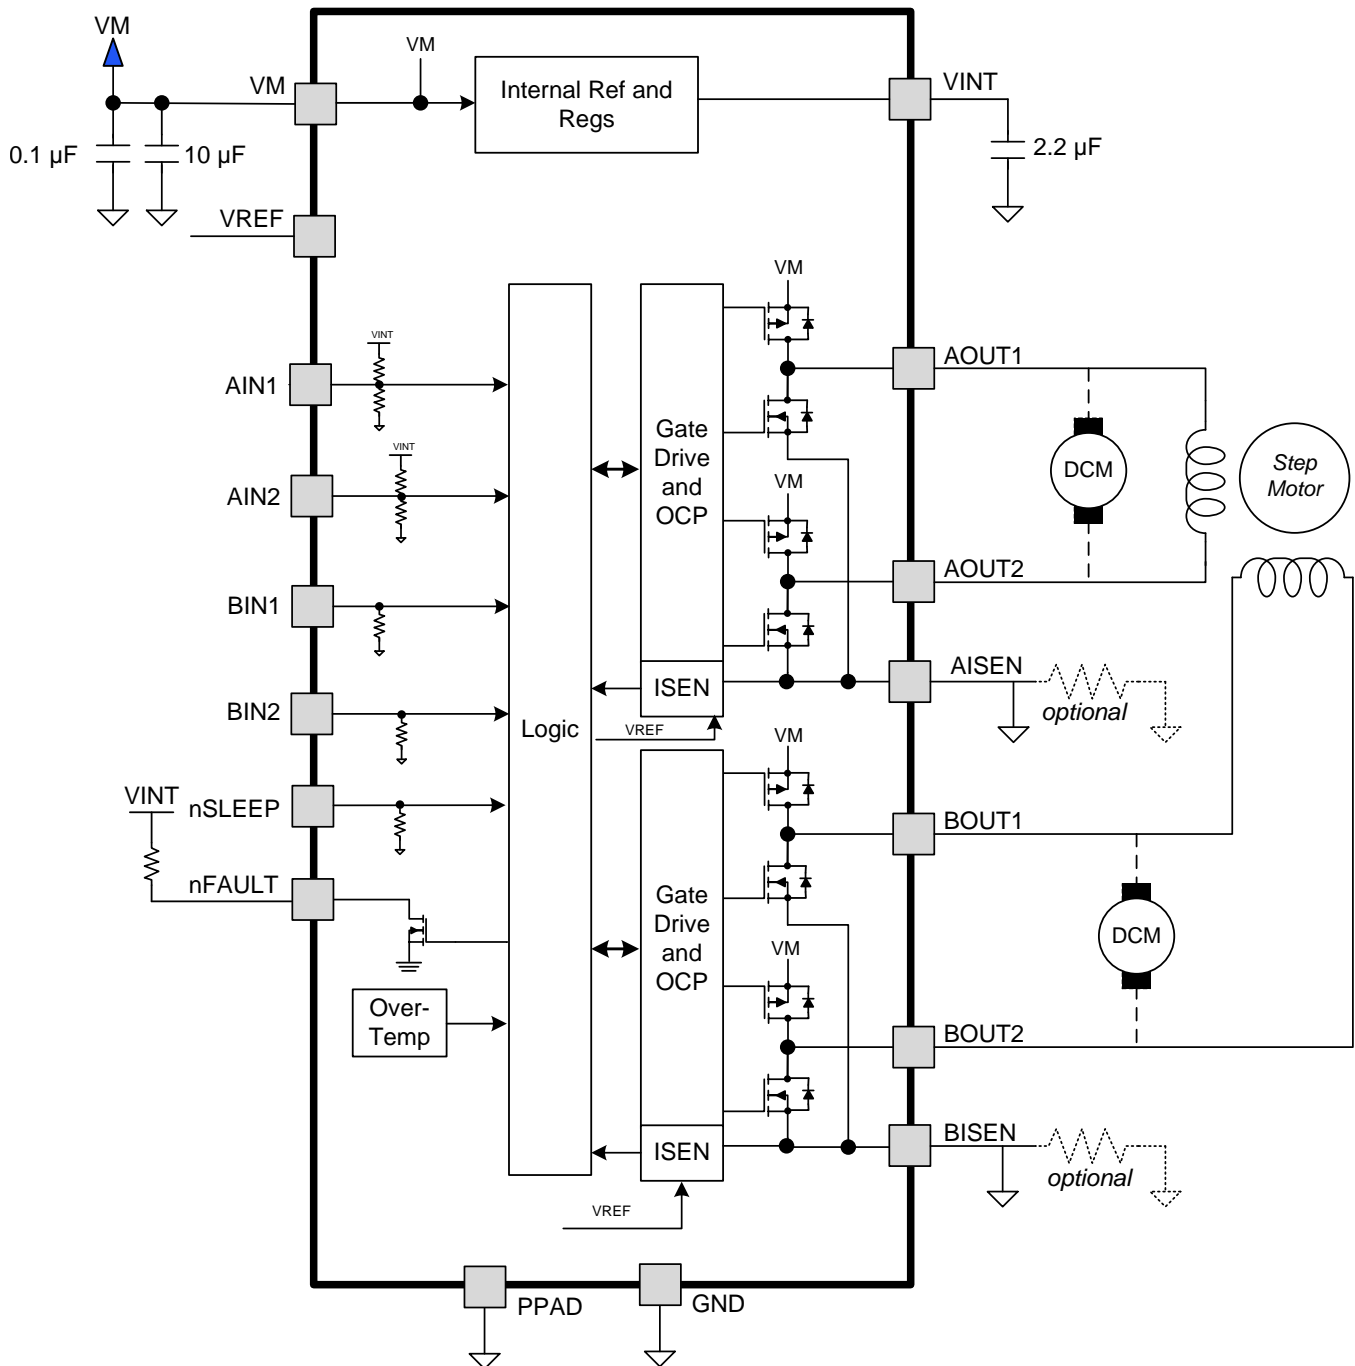 VM
VM
VM
Internal Ref and
Regs
VINT
0.1 µF
10 µF
2.2 µF
VREF
VM
VINT
AIN1
AOUT1
VINT
Gate
Drive
and
OCP
DCM
Step
Motor
AIN2
VM
AOUT2
BIN1
ISEN
AISEN
optional
BIN2
Logic
VREF
VM
VINT
nSLEEP
BOUT1
nFAULT
Gate
Drive
and
OCP
DCM
VM
Over-
Temp
BOUT2
ISEN
BISEN
optional
VREF
PPAD
GND